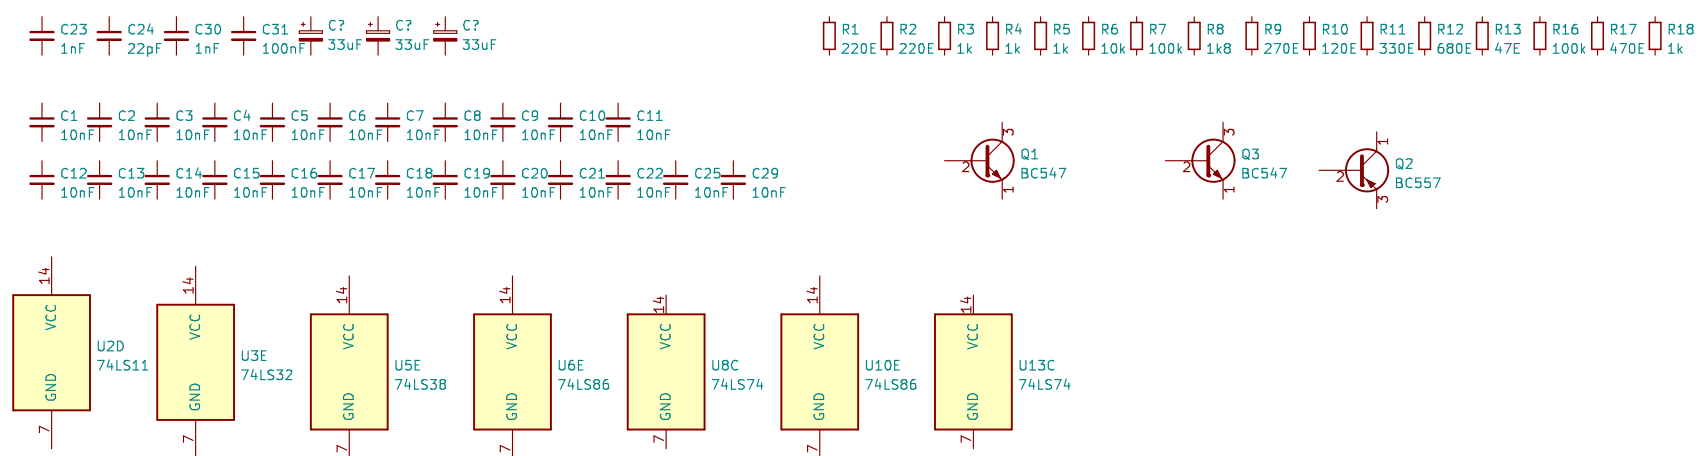 C23 C24 C30 C31 + C? + C? + C? R1 R2 R3 R4 R5 R6 R7 R8 R9 R10 R11 R12 R13 R16 R17 R18
1nF 22pF 1nF 100nF 33uF 33uF 33uF 220E 220E 1k 1k 1k 10k 100k 1k8 270E 120E 330E 680E 47E 100k 470E 1k
C1 C2 C3 C4 C5 C6 C7 C8 C9 C10 C11
10nF 10nF 10nF 10nF 10nF 10nF 10nF 10nF 10nF 10nF 10nF
C12 C13 C14 C15 C16 C17 C18 C19 C20 C21 C22 C25 C29
10nF 10nF 10nF 10nF 10nF 10nF 10nF 10nF 10nF 10nF 10nF 10nF 10nF
3
2
Q1
BC547
1
3
2
Q3
BC547
1
1
2
Q2
BC557
3
14
VCC
GND
7
U2D
74LS11
14
VCC
GND
7
U3E
74LS32
14
VCC
GND
7
U5E
74LS38
14
VCC
GND
7
U6E
74LS86
14
VCC
GND
7
U8C
74LS74
14
VCC
GND
7
U10E
74LS86
14
VCC
GND
7
U13C
74LS74